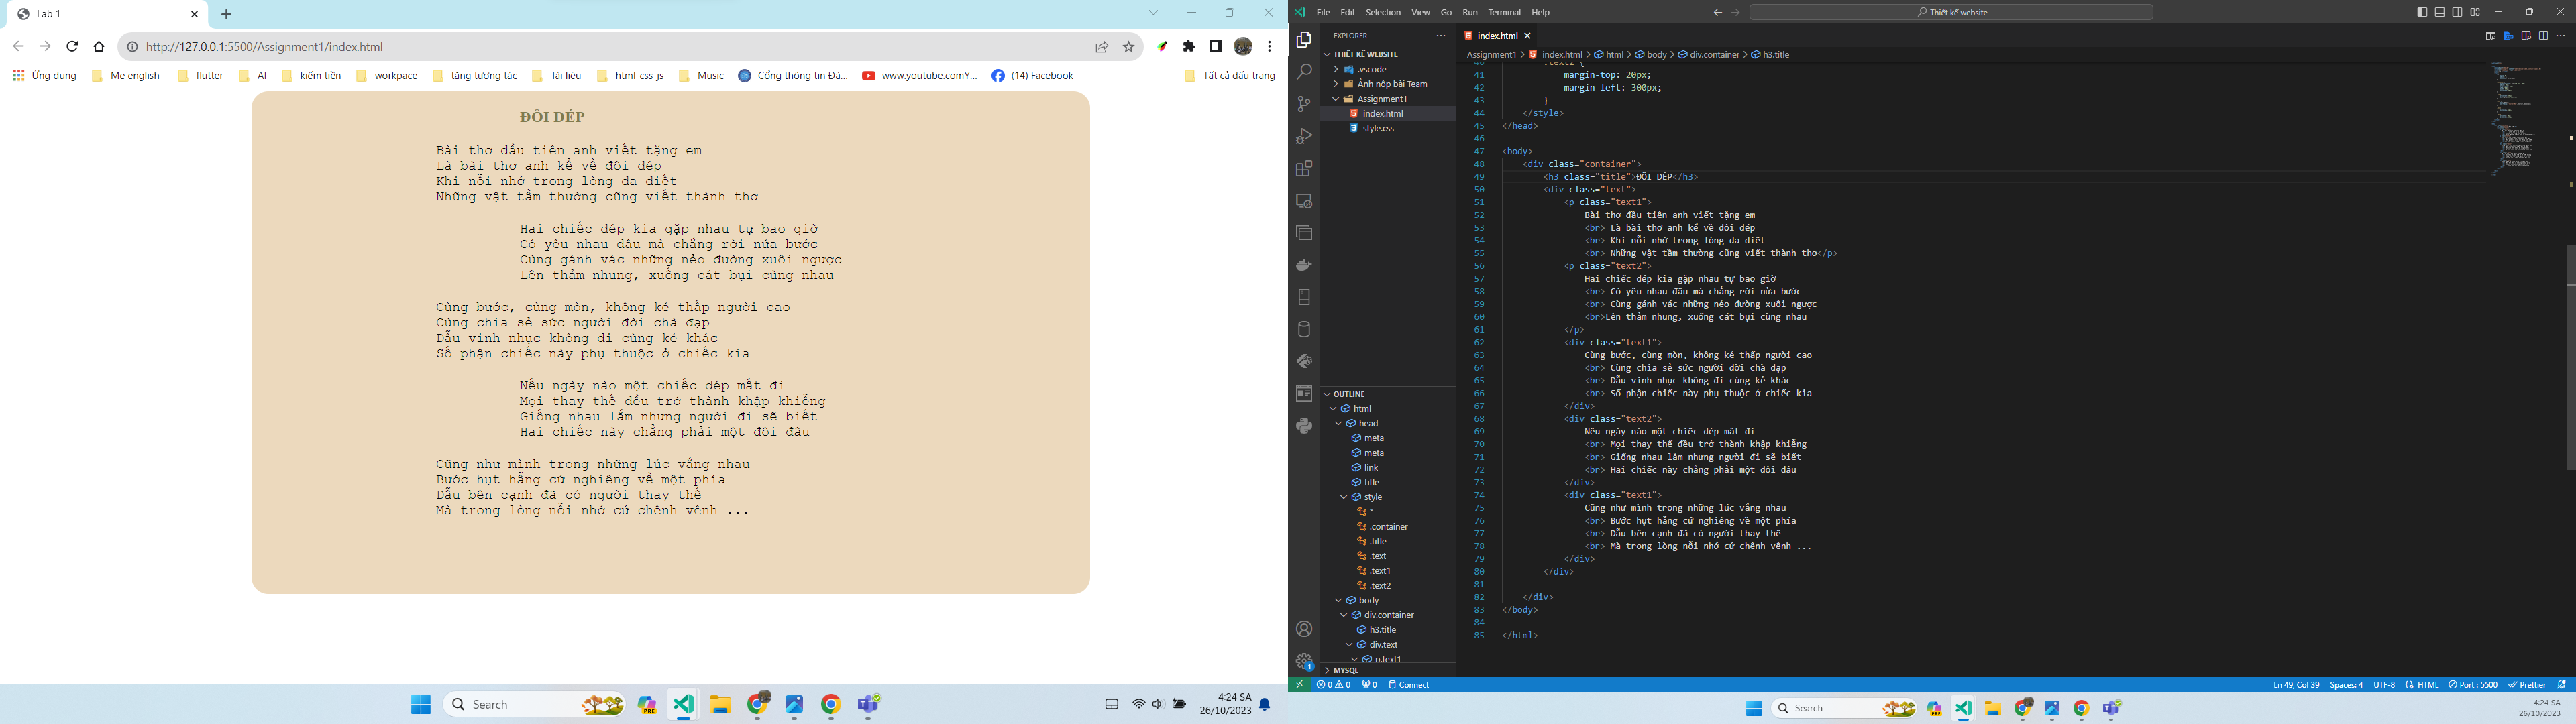 Lab 1
http://127.0.0.1:5500/Assignment1/index.html
Ứng dụng
Me english
flutter
AI
kiếm tiền
workpace
tăng tương tác
Tài liệu
html-css-js
Music
Cổng thông tin Đà...
www.youtube.comY...
(14) Facebook
Tất cả dấu trang
ĐÔI DÉP
Bài thơ đầu tiên anh viết tặng em
Là bài thơ anh kể về đôi dép
Khi nỗi nhớ trong lòng da diết
Những vật tầm thường cũng viết thành thơ
Hai chiếc dép kia gặp nhau tự bao giờ
Có yêu nhau đâu mà chẳng rời nửa bước
Cùng gánh vác những nẻo đường xuôi ngược
Lên thảm nhung, xuống cát bụi cùng nhau
Cùng bước, cùng mòn, không kẻ thấp người cao
Cùng chia sẻ sức người đời chà đạp
Dẫu vinh nhục không đi cùng kẻ khác
Số phận chiếc này phụ thuộc ở chiếc kia
Nếu ngày nào một chiếc dép mất đi
Mọi thay thế đều trở thành khập khiễng
Giống nhau lắm nhưng người đi sẽ biết
Hai chiếc này chẳng phải một đôi đâu
Cũng như mình trong những lúc vắng nhau
Bước hụt hẫng cứ nghiêng về một phía
Dẫu bên cạnh đã có người thay thế
Mà trong lòng nỗi nhớ cứ chênh vênh ...
Search
PRE
4:24 SA
26/10/2023
File Edit Selection View Go Run Terminal Help
Thiết kế website
EXPLORER
THIẾT KẾ WEBSITE
.vscode
Ảnh nộp bài Team
Assignment1
index.html
style.css
OUTLINE
html
head
meta
meta
link
title
style
*
.container
.title
.text
.text1
.text2
body
div.container
h3.title
div.text
p.text1
MYSQL
index.html
Assignment1 > index.html > html > body > div.container > h3.title
40 .text2 {
41 margin-top: 20px;
42 margin-left: 300px;
43 }
44 </style>
45 </head>
46
47 <body>
48 <div class="container">
49 <h3 class="title">ĐÔI DÉP</h3>
50 <div class="text">
51 <p class="text1">
52 Bài thơ đầu tiên anh viết tặng em
53 <br> Là bài thơ anh kể về đôi dép
54 <br> Khi nỗi nhớ trong lòng da diết
55 <br> Những vật tầm thường cũng viết thành thơ</p>
56 <p class="text2">
57 Hai chiếc dép kia gặp nhau tự bao giờ
58 <br> Có yêu nhau đâu mà chẳng rời nửa bước
59 <br> Cùng gánh vác những nẻo đường xuôi ngược
60 <br>Lên thảm nhung, xuống cát bụi cùng nhau
61 </p>
62 <div class="text1">
63 Cùng bước, cùng mòn, không kẻ thấp người cao
64 <br> Cùng chia sẻ sức người đời chà đạp
65 <br> Dẫu vinh nhục không đi cùng kẻ khác
66 <br> Số phận chiếc này phụ thuộc ở chiếc kia
67 </div>
68 <div class="text2">
69 Nếu ngày nào một chiếc dép mất đi
70 <br> Mọi thay thế đều trở thành khập khiễng
71 <br> Giống nhau lắm nhưng người đi sẽ biết
72 <br> Hai chiếc này chẳng phải một đôi đâu
73 </div>
74 <div class="text1">
75 Cũng như mình trong những lúc vắng nhau
76 <br> Bước hụt hẫng cứ nghiêng về một phía
77 <br> Dẫu bên cạnh đã có người thay thế
78 <br> Mà trong lòng nỗi nhớ cứ chênh vênh ...
79 </div>
80 </div>
81
82 </div>
83 </body>
84
85 </html>
1
0 0 0 Connect
Ln 49, Col 39 Spaces: 4 UTF-8 HTML Port : 5500 Prettier
Search
4:24 SA
26/10/2023